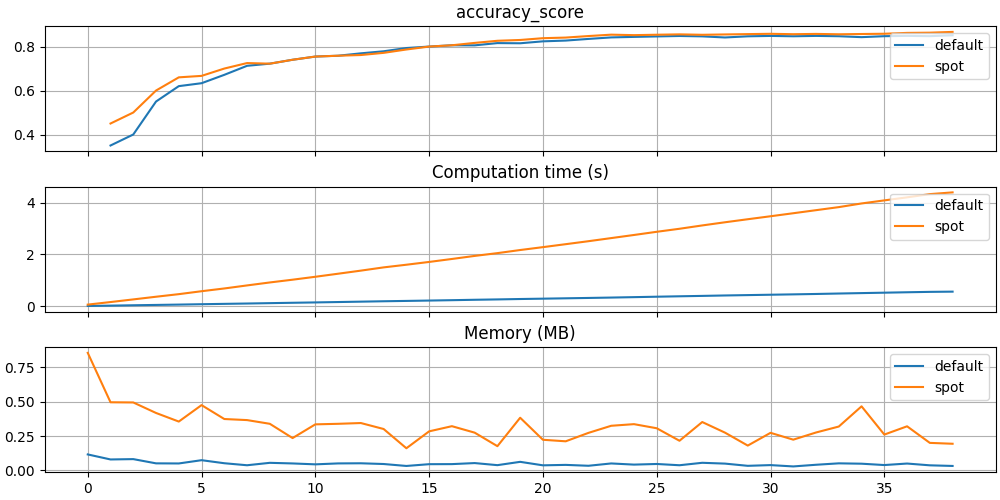 accuracy_score
0.8
0.6
0.4
default
spot
Computation time (s)
4
2
0
default
spot
Memory (MB)
0.75
0.50
0.25
0.00
default
spot
0 5 10 15 20 25 30 35